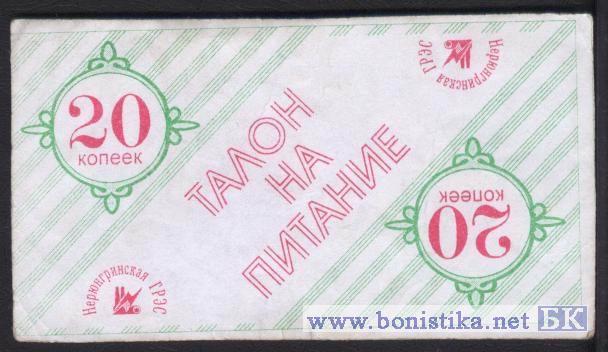 20
копеек
Нерюнгринская ГРЭС
ТАЛОН
НА
ПИТАНИЕ
Нерюнгринская ГРЭС
20
копеек
www.bonistika.net БК